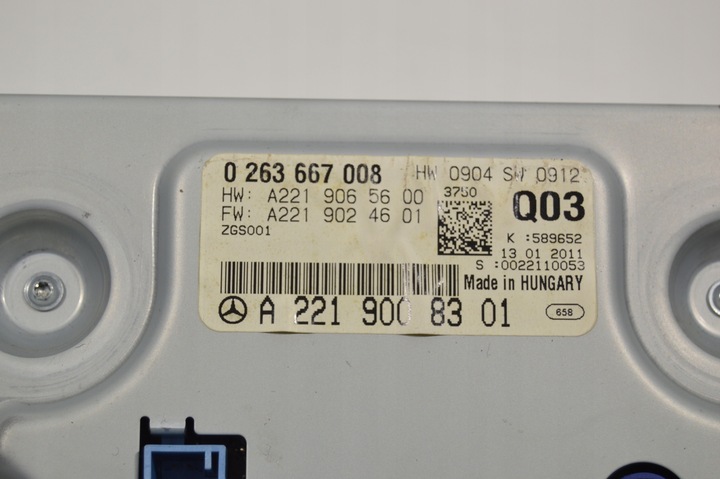 0 263 667 008 HW 0904 SW 0912
HW: A221 906 56 00 3750 Q03
FW: A221 902 46 01
ZGS001 K :589652
13 01 2011
S :0022110053
Made in HUNGARY
A 221 900 83 01 658